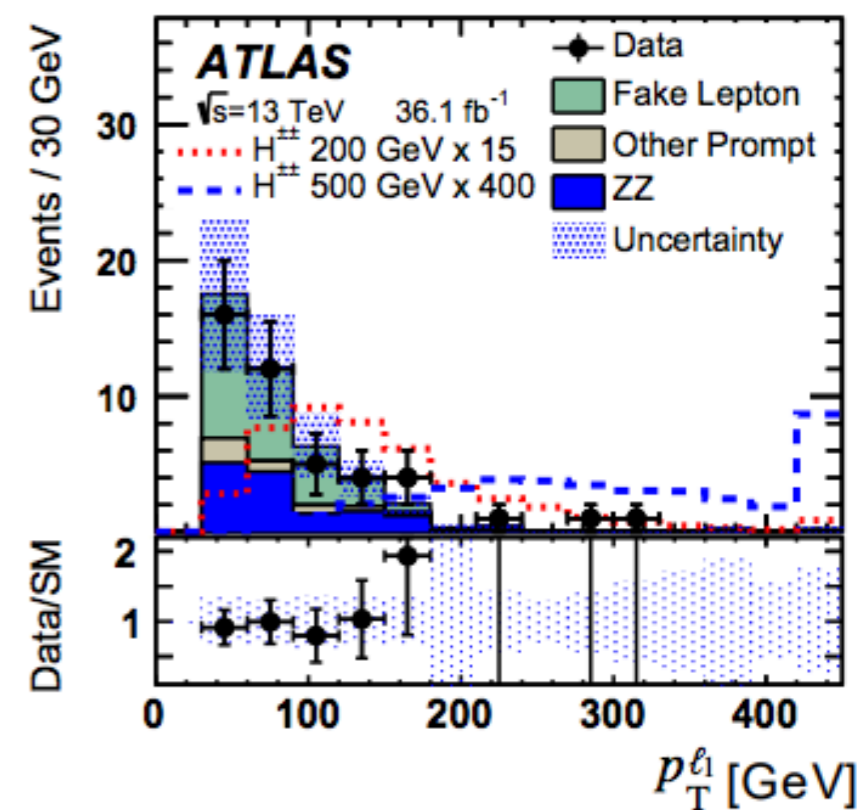 ATLAS
√s=13 TeV 36.1 fb⁻¹
H±± 200 GeV x 15
H±± 500 GeV x 400
Data
Fake Lepton
Other Prompt
ZZ
Uncertainty
Events / 30 GeV
30
20
10
Data/SM
2
1
0 100 200 300 400
p_T^ℓ₁ [GeV]